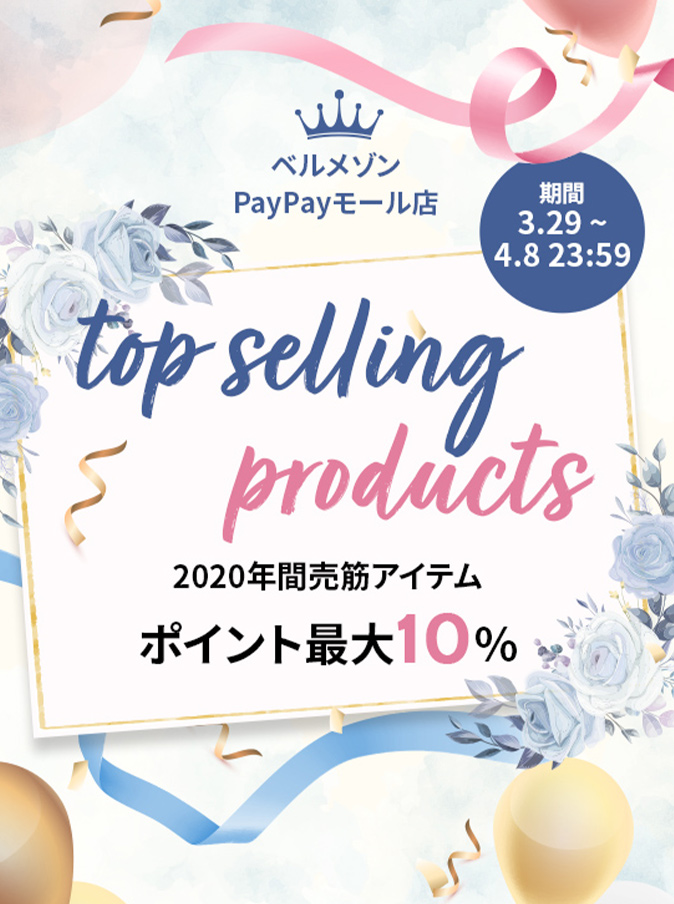 ベルメゾン
PayPayモール店
期間
3.29 ~
4.8 23:59
top selling
products
2020年間売筋アイテム
ポイント最大10%